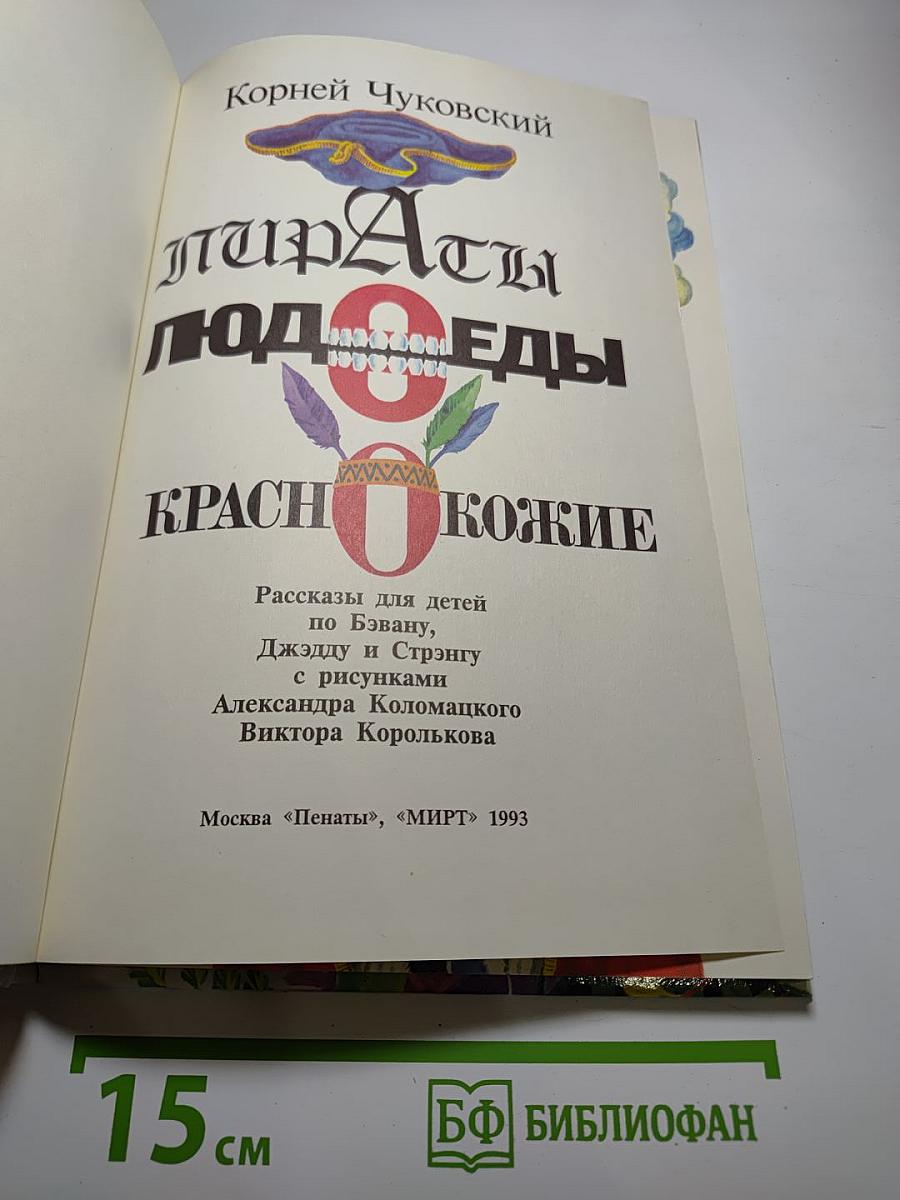 Корней Чуковский
пирАты
ЛЮДОЕДЫ
КРАСНОКОЖИЕ
Рассказы для детей
по Бэвану,
Джэдду и Стрэнгу
с рисунками
Александра Коломацкого
Виктора Королькова
Москва «Пенаты», «МИРТ» 1993
15 см
БФ БИБЛИОФАН